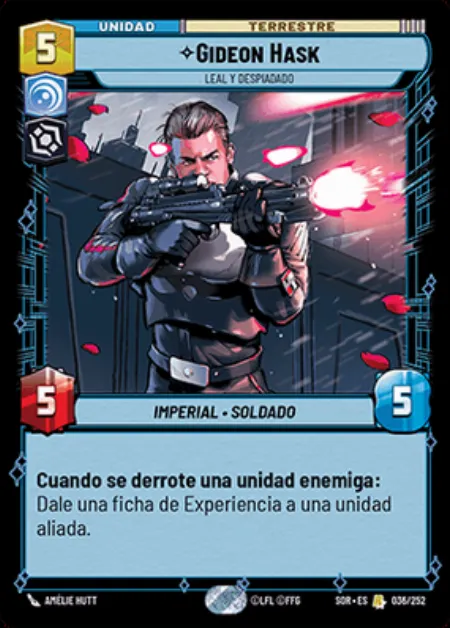 UNIDAD
TERRESTRE
5
GIDEON HASK
LEAL Y DESPIADADO
5
IMPERIAL • SOLDADO
5
Cuando se derrote una unidad enemiga:
Dale una ficha de Experiencia a una unidad
aliada.
AMÉLIE HUTT
©LFL ©FFG
SOR • ES
036/252